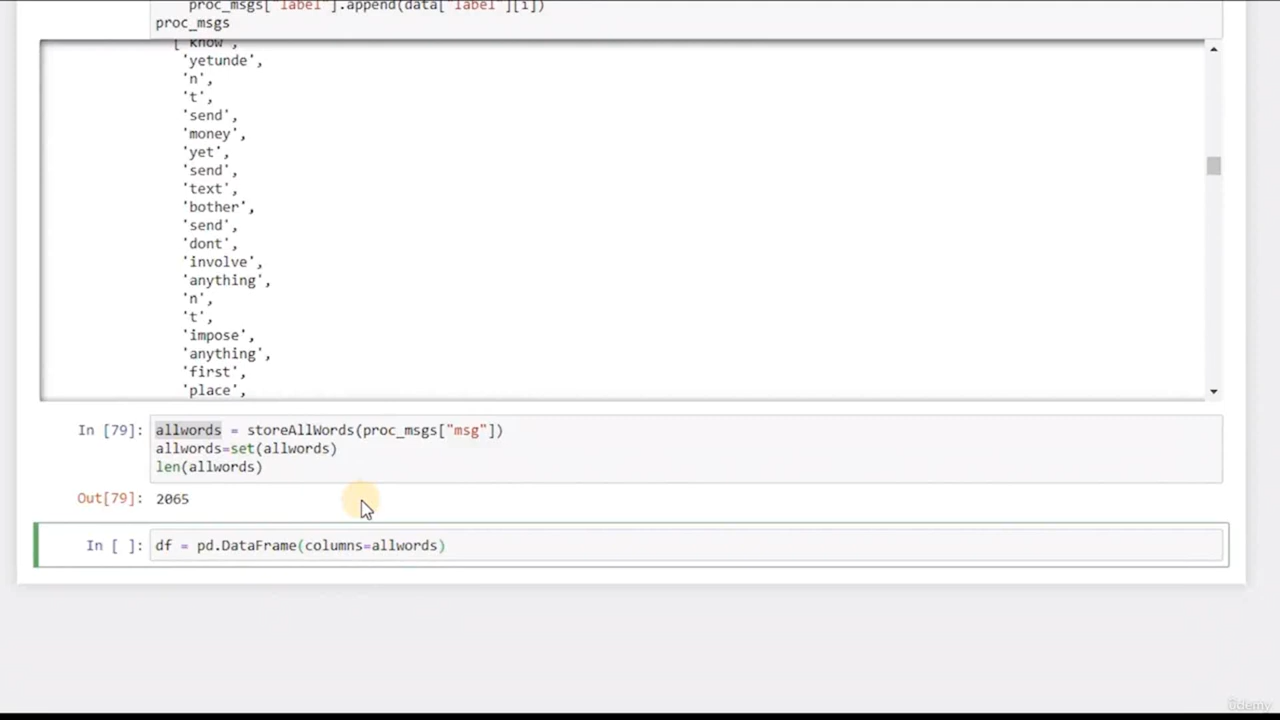 proc_msgs["label"].append(data["label"][i])
proc_msgs
['know',
'yetunde',
'n',
't',
'send',
'money',
'yet',
'send',
'text',
'bother',
'send',
'dont',
'involve',
'anything',
'n',
't',
'impose',
'anything',
'first',
'place',
In [79]: allwords = storeAllWords(proc_msgs["msg"])
allwords=set(allwords)
len(allwords)
Out[79]: 2065
In [ ]: df = pd.DataFrame(columns=allwords)
ûdemy